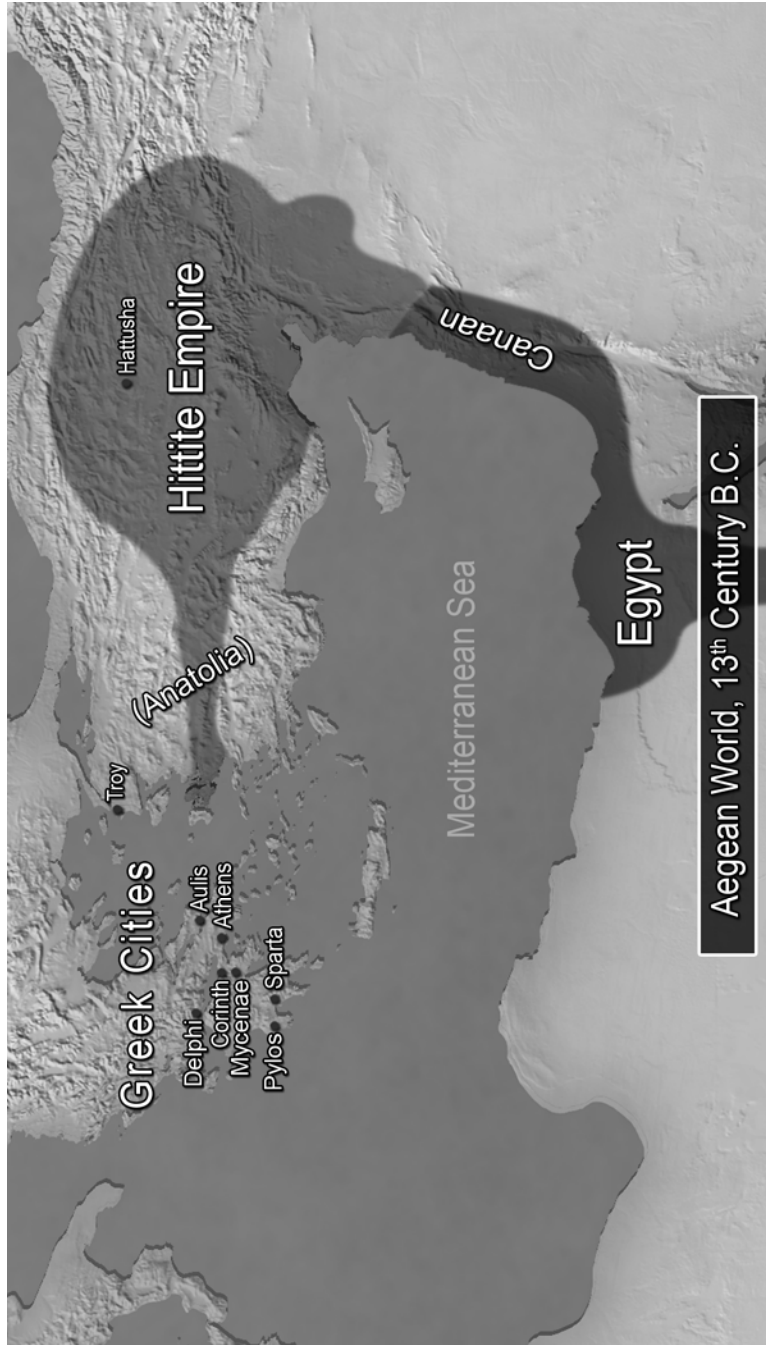 Greek Cities
Troy
(Anatolia)
Hattusha
Hittite Empire
Delphi
Aulis
Corinth
Athens
Mycenae
Pylos
Sparta
Mediterranean Sea
Canaan
Egypt
Aegean World, 13th Century B.C.